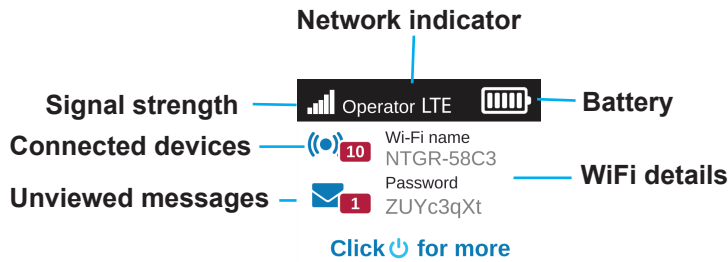 Network indicator
Signal strength
Operator LTE
Battery
Connected devices
10
Wi-Fi name
NTGR-58C3
WiFi details
Unviewed messages
1
Password
ZUYc3qXt
Click for more